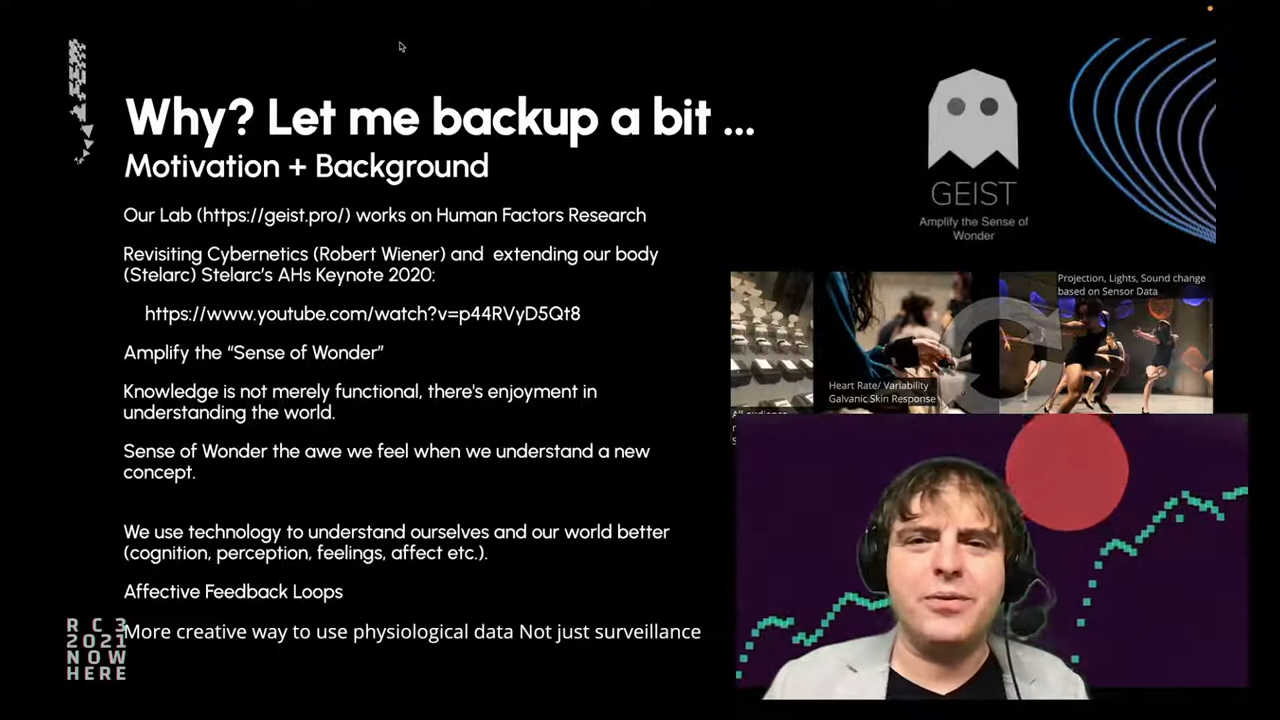 Why? Let me backup a bit ...
Motivation + Background
Our Lab (https://geist.pro/) works on Human Factors Research
Revisiting Cybernetics (Robert Wiener) and extending our body
(Stelarc) Stelarc's AHs Keynote 2020:
https://www.youtube.com/watch?v=p44RVyD5Qt8
Amplify the “Sense of Wonder”
Knowledge is not merely functional, there's enjoyment in
understanding the world.
Sense of Wonder the awe we feel when we understand a new
concept.
We use technology to understand ourselves and our world better
(cognition, perception, feelings, affect etc.).
Affective Feedback Loops
More creative way to use physiological data Not just surveillance
GEIST
Amplify the Sense of
Wonder
Projection, Lights, Sound change
based on Sensor Data
Heart Rate/ Variability
Galvanic Skin Response
All audience
R C 3
2021
N O W
H E R E